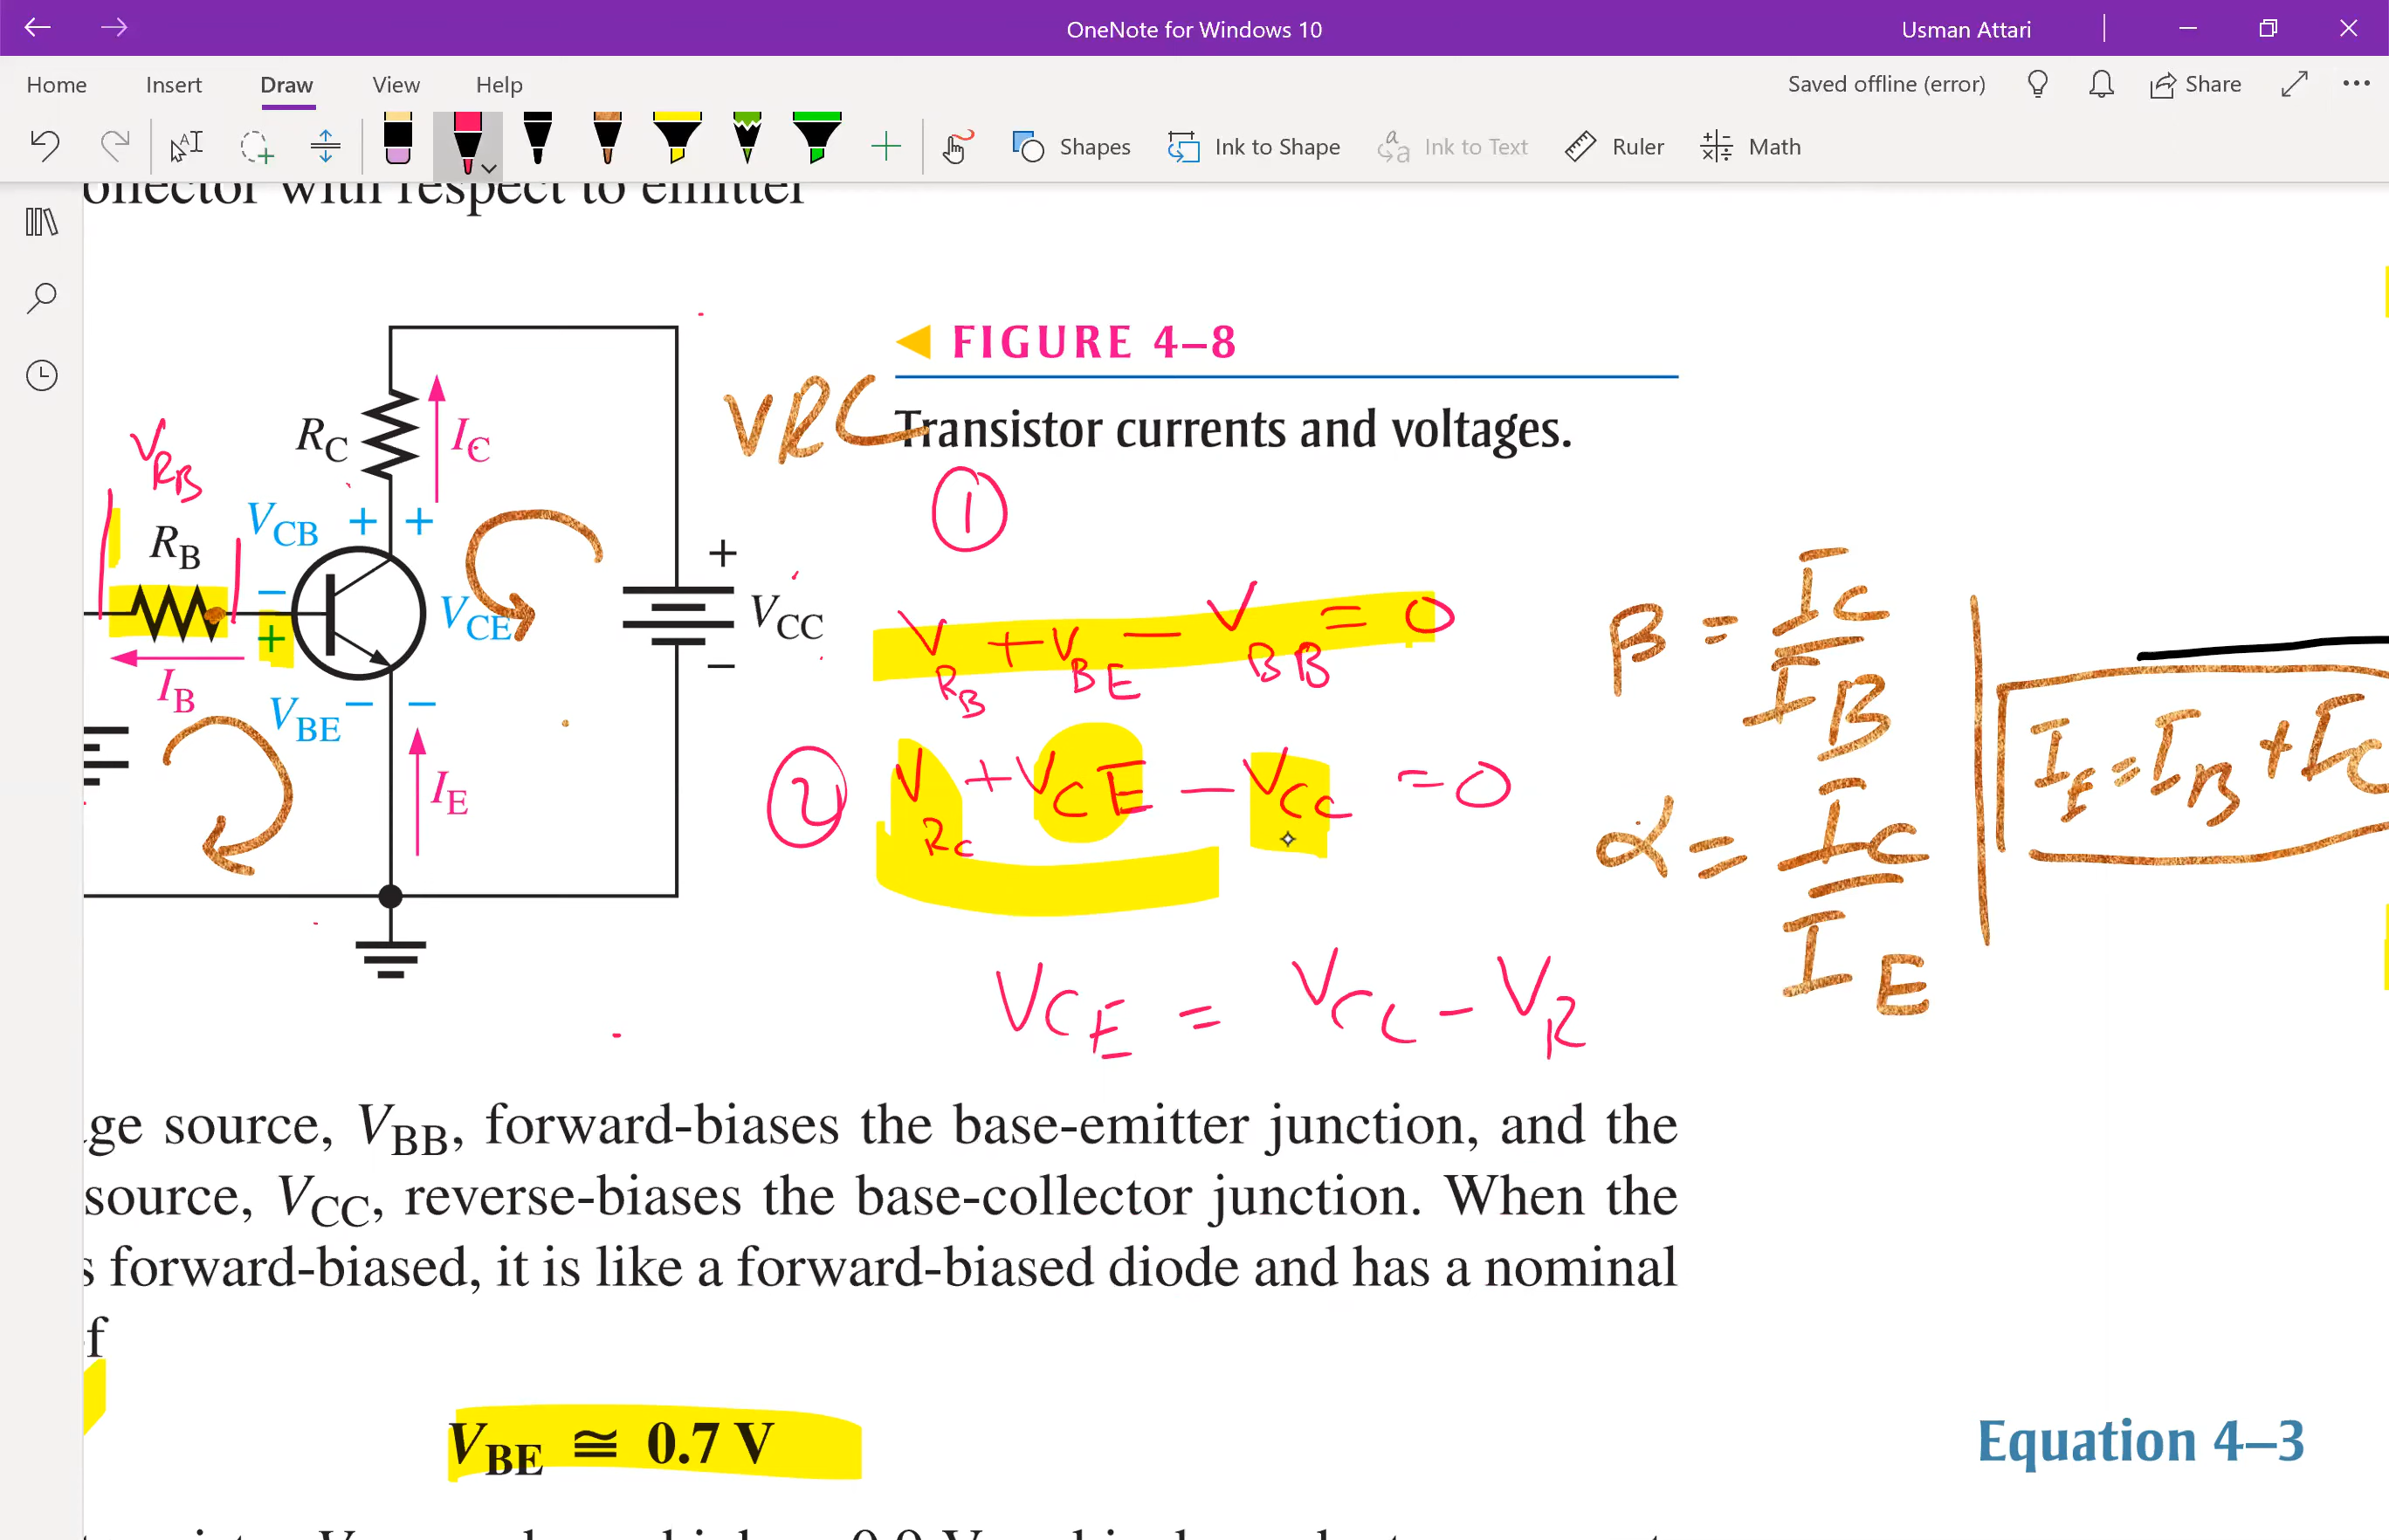 OneNote for Windows 10
Usman Attari
Home Insert Draw View Help
Saved offline (error) Share
Shapes Ink to Shape Ink to Text Ruler Math
ollector with respect to emitter
FIGURE 4–8
Transistor currents and voltages.
VRC
RC IC
VRB
RB
VCB + +
−
+
VCE
+
VCC
−
IB
VBE − −
IE
①
VRB + VBE − VBB = 0
② VRC + VCE − VCC = 0
VCE = VCC − VR
β = IC / IB
α = IC / IE
IE = IB + IC
ge source, VBB, forward-biases the base-emitter junction, and the
source, VCC, reverse-biases the base-collector junction. When the
s forward-biased, it is like a forward-biased diode and has a nominal
f
VBE ≅ 0.7 V
Equation 4–3